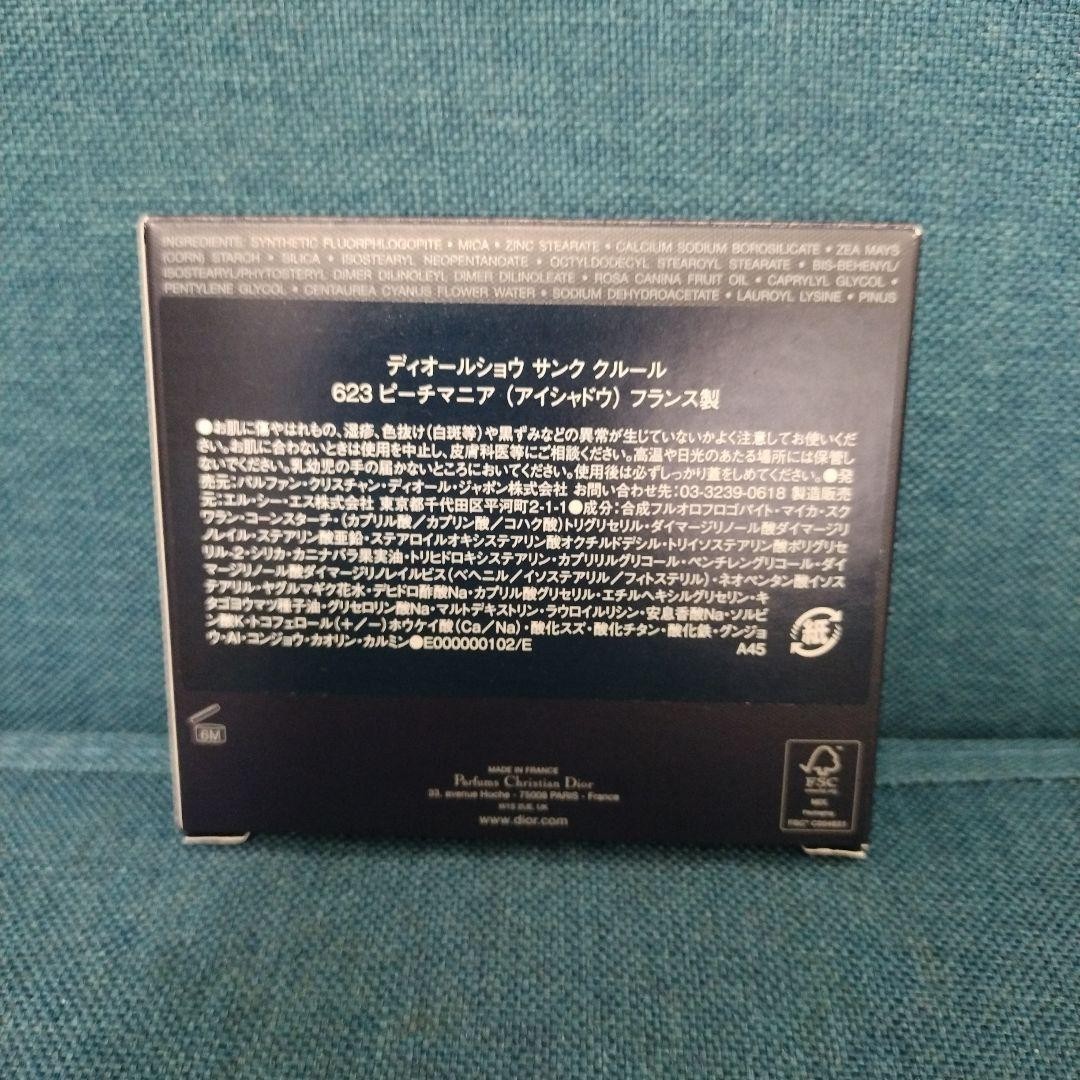 INGREDIENTS: SYNTHETIC FLUORPHLOGOPITE • MICA • ZINC STEARATE • CALCIUM SODIUM BOROSILICATE • ZEA MAYS
(CORN) STARCH • SILICA • ISOSTEARYL NEOPENTANOATE • OCTYLDODECYL STEAROYL STEARATE • BIS-BEHENYL/
ISOSTEARYL/PHYTOSTERYL DIMER DILINOLEYL DIMER DILINOLEATE • ROSA CANINA FRUIT OIL • CAPRYLYL GLYCOL •
PENTYLENE GLYCOL • CENTAUREA CYANUS FLOWER WATER • SODIUM DEHYDROACETATE • LAUROYL LYSINE • PINUS
ディオールショウ サンク クルール
623 ピーチマニア (アイシャドウ) フランス製
●お肌に傷やはれもの、湿疹、色抜け(白斑等)や黒ずみなどの異常が生じていないかよく注意してお使いくだ
さい。お肌に合わないときは使用を中止し、皮膚科医等にご相談ください。高温や日光のあたる場所には保管し
ないでください。乳幼児の手の届かないところにおいてください。使用後は必ずしっかり蓋をしめてください。●発
売元:パルファン・クリスチャン・ディオール・ジャポン株式会社 お問い合わせ先:03-3239-0618 製造販売
元:エル・シー・エス株式会社 東京都千代田区平河町2-1-1●成分:合成フルオロフロゴパイト・マイカ・スク
ワラン・コーンスターチ・(カプリル酸/カプリン酸/コハク酸)トリグリセリル・ダイマージリノール酸ダイマージリ
ノレイル・ステアリン酸亜鉛・ステアロイルオキシステアリン酸オクチルドデシル・トリイソステアリン酸ポリグリセ
リル-2・シリカ・カニナバラ果実油・トリヒドロキシステアリン・カプリリルグリコール・ペンチレングリコール・ダイ
マージリノール酸ダイマージリノレイルビス(ベヘニル/イソステアリル/フィトステリル)・ネオペンタン酸イソス
テアリル・ヤグルマギク花水・デヒドロ酢酸Na・カプリル酸グリセリル・エチルヘキシルグリセリン・キ
タゴヨウマツ種子油・グリセロリン酸Na・マルトデキストリン・ラウロイルリシン・安息香酸Na・ソルビ
ン酸K・トコフェロール(+/−)ホウケイ酸(Ca/Na)・酸化スズ・酸化チタン・酸化鉄・グンジョ
ウ・Al・コンジョウ・カオリン・カルミン●E000000102/E
A45
紙
6M
MADE IN FRANCE
Parfums Christian Dior
33, avenue Hoche - 75008 PARIS - France
W1S 2UE, UK
www.dior.com
FSC
MIX
Packaging